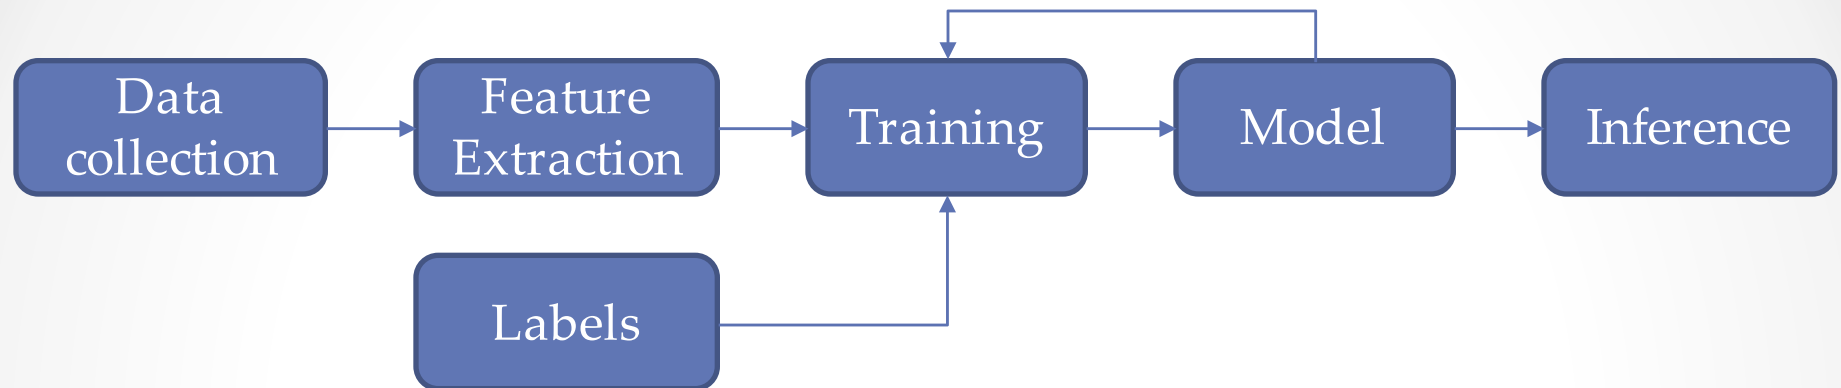 Data
collection
Feature
Extraction
Training
Model
Inference
Labels